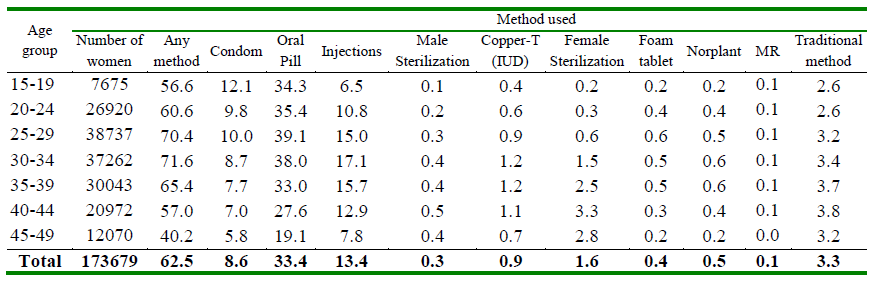 Age group Number of women Any method Method used
Condom Oral Pill Injections Male Sterilization Copper-T (IUD) Female Sterilization Foam tablet Norplant MR Traditional method
15-19 7675 56.6 12.1 34.3 6.5 0.1 0.4 0.2 0.2 0.2 0.1 2.6
20-24 26920 60.6 9.8 35.4 10.8 0.2 0.6 0.3 0.4 0.4 0.1 2.6
25-29 38737 70.4 10.0 39.1 15.0 0.3 0.9 0.6 0.6 0.5 0.1 3.2
30-34 37262 71.6 8.7 38.0 17.1 0.4 1.2 1.5 0.5 0.6 0.1 3.4
35-39 30043 65.4 7.7 33.0 15.7 0.4 1.2 2.5 0.5 0.6 0.1 3.7
40-44 20972 57.0 7.0 27.6 12.9 0.5 1.1 3.3 0.3 0.4 0.1 3.8
45-49 12070 40.2 5.8 19.1 7.8 0.4 0.7 2.8 0.2 0.2 0.0 3.2
Total 173679 62.5 8.6 33.4 13.4 0.3 0.9 1.6 0.4 0.5 0.1 3.3